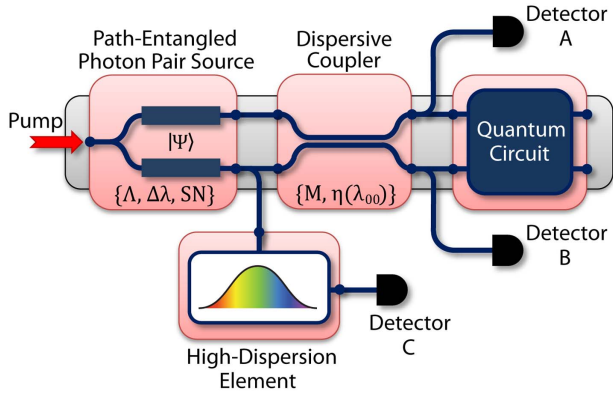 Path-Entangled
Photon Pair Source
Dispersive
Coupler
Detector
A
Pump
|Ψ⟩
Quantum
Circuit
{Λ, Δλ, SN}
{M, η(λ₀₀)}
Detector
B
Detector
C
High-Dispersion
Element